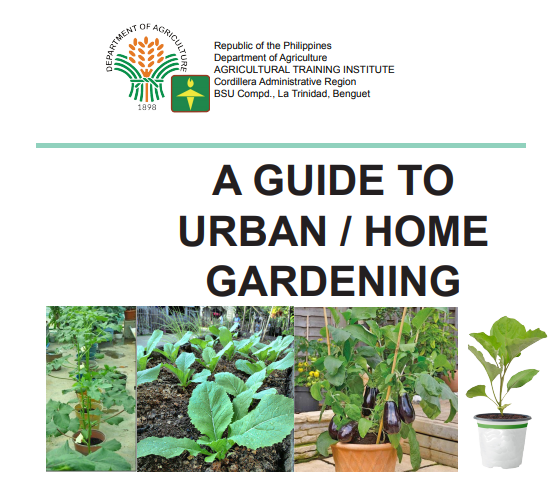 DEPARTMENT OF AGRICULTURE
1898
Republic of the Philippines
Department of Agriculture
AGRICULTURAL TRAINING INSTITUTE
Cordillera Administrative Region
BSU Compd., La Trinidad, Benguet
A GUIDE TO
URBAN / HOME
GARDENING